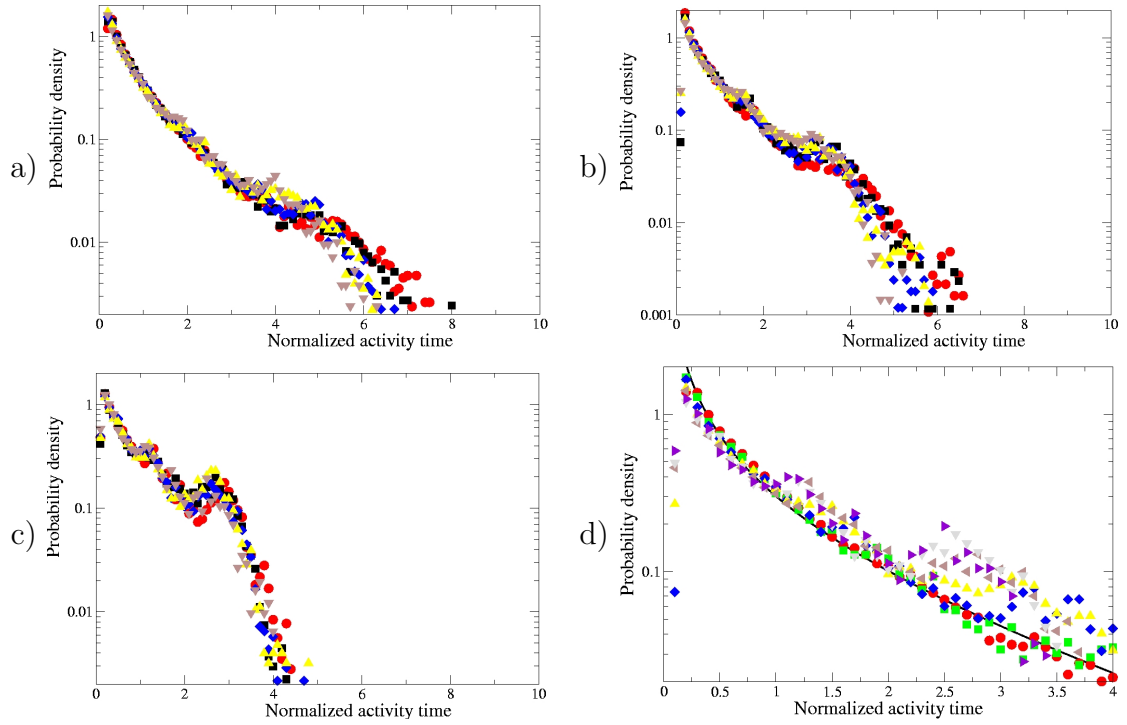 a)
Probability density
1
0.1
0.01
0 2 4 6 8 10
Normalized activity time
b)
Probability density
1
0.1
0.01
0.001
0 2 4 6 8 10
Normalized activity time
c)
Probability density
1
0.1
0.01
0 2 4 6 8 10
Normalized activity time
d)
Probability density
1
0.1
0 0.5 1 1.5 2 2.5 3 3.5 4
Normalized activity time